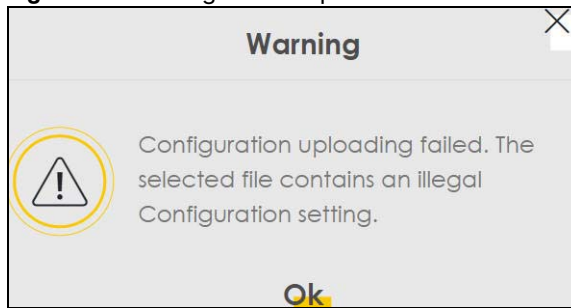 Warning
Configuration uploading failed. The
selected file contains an illegal
Configuration setting.
Ok